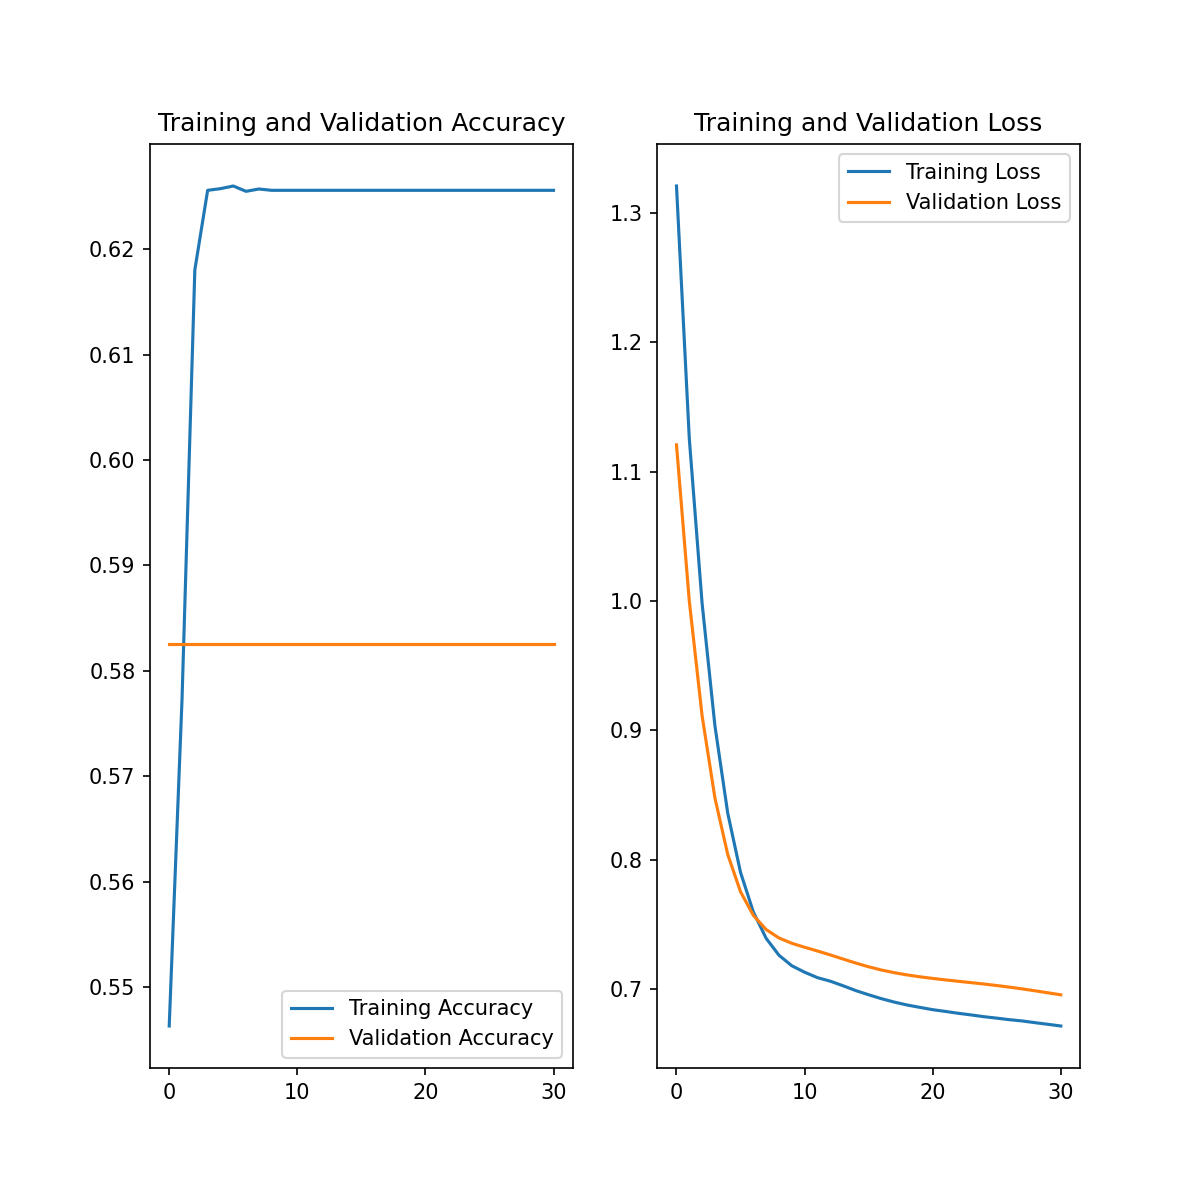 Training and Validation Accuracy
0.62
0.61
0.60
0.59
0.58
0.57
0.56
0.55
Training Accuracy
Validation Accuracy
0 10 20 30
Training and Validation Loss
Training Loss
Validation Loss
1.3
1.2
1.1
1.0
0.9
0.8
0.7
0 10 20 30